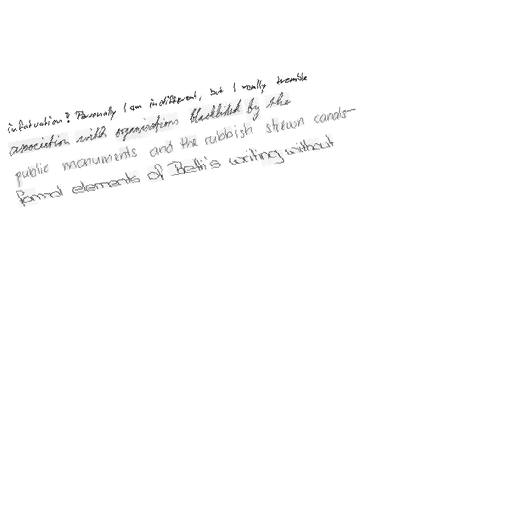 infatuation? Personally I am indifferent, but I really tremble
association with organisations blacklisted by the
public monuments and the rubbish strewn canals-
formal elements of Betti's writing without